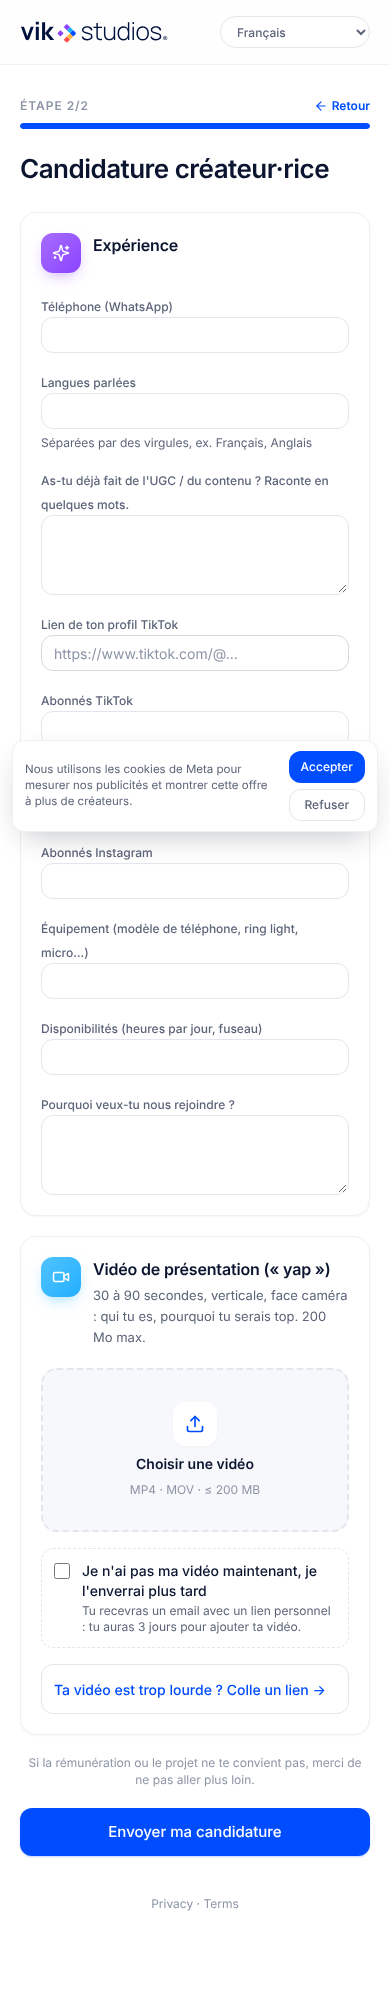 vik studios®
Français
ÉTAPE 2/2
← Retour
Candidature créateur·rice
Expérience
Téléphone (WhatsApp)
Langues parlées
Séparées par des virgules, ex. Français, Anglais
As-tu déjà fait de l'UGC / du contenu ? Raconte en
quelques mots.
Lien de ton profil TikTok
https://www.tiktok.com/@...
Abonnés TikTok
Nous utilisons les cookies de Meta pour
mesurer nos publicités et montrer cette offre
à plus de créateurs.
Accepter
Refuser
Abonnés Instagram
Équipement (modèle de téléphone, ring light,
micro...)
Disponibilités (heures par jour, fuseau)
Pourquoi veux-tu nous rejoindre ?
Vidéo de présentation (« yap »)
30 à 90 secondes, verticale, face caméra
: qui tu es, pourquoi tu serais top. 200
Mo max.
Choisir une vidéo
MP4 · MOV · ≤ 200 MB
Je n'ai pas ma vidéo maintenant, je
l'enverrai plus tard
Tu recevras un email avec un lien personnel
: tu auras 3 jours pour ajouter ta vidéo.
Ta vidéo est trop lourde ? Colle un lien →
Si la rémunération ou le projet ne te convient pas, merci de
ne pas aller plus loin.
Envoyer ma candidature
Privacy · Terms